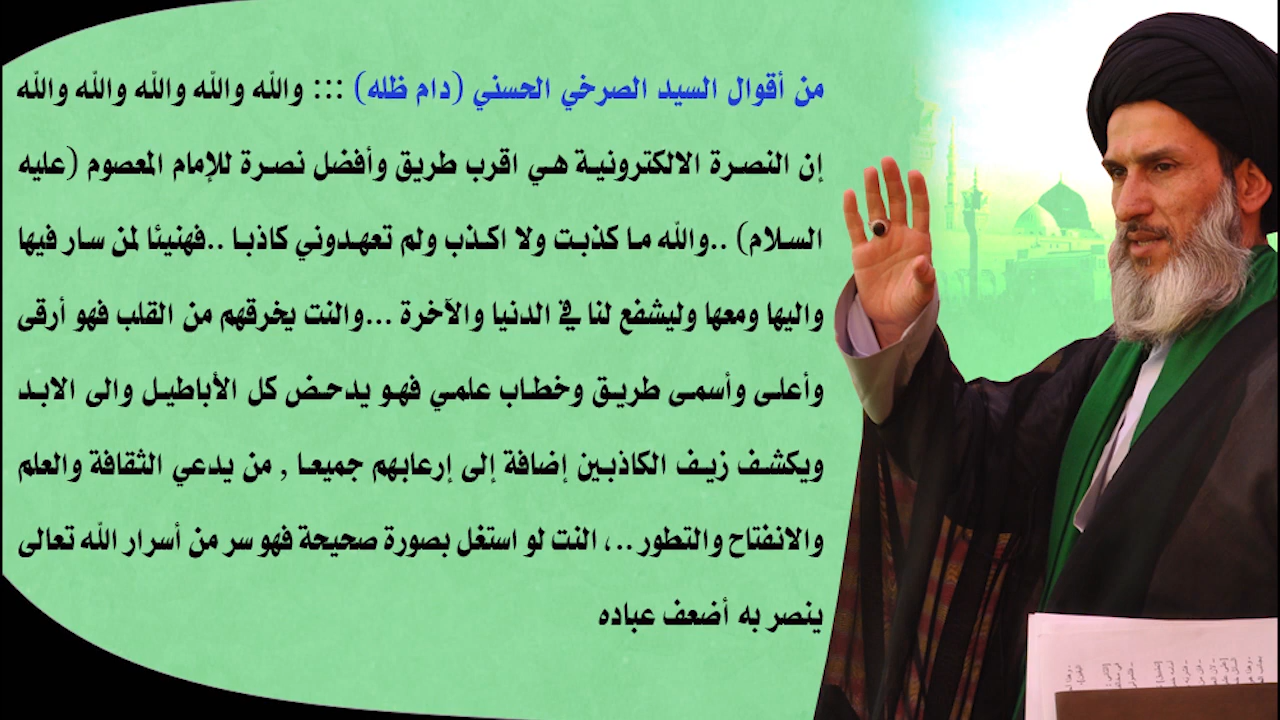 من أقوال السيد الصرخي الحسني (دام ظله) ::: والله والله والله والله والله
إن النصرة الالكترونية هي اقرب طريق وأفضل نصرة للإمام المعصوم (عليه
السلام) ..والله ما كذبت ولا اكذب ولم تعهدوني كاذبا ..فهنيئا لمن سار فيها
واليها ومعها وليشفع لنا في الدنيا والآخرة ...والنت يخرقهم من القلب فهو أرقى
وأعلى وأسمى طريق وخطاب علمي فهو يدحض كل الأباطيل والى الابد
ويكشف زيف الكاذبين إضافة إلى إرعابهم جميعا , من يدعي الثقافة والعلم
والانفتاح والتطور ..، النت لو استغل بصورة صحيحة فهو سر من أسرار الله تعالى
ينصر به أضعف عباده